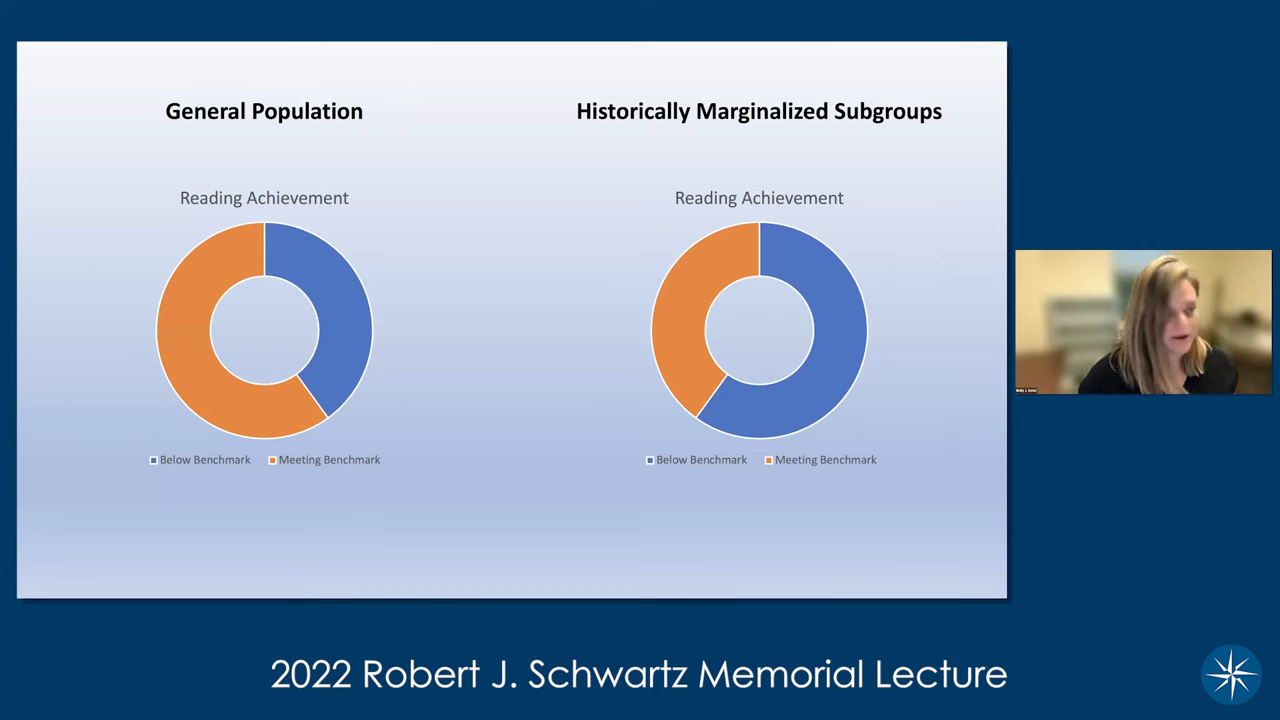 General Population
Historically Marginalized Subgroups
Reading Achievement
Reading Achievement
Below Benchmark
Meeting Benchmark
Below Benchmark
Meeting Benchmark
2022 Robert J. Schwartz Memorial Lecture